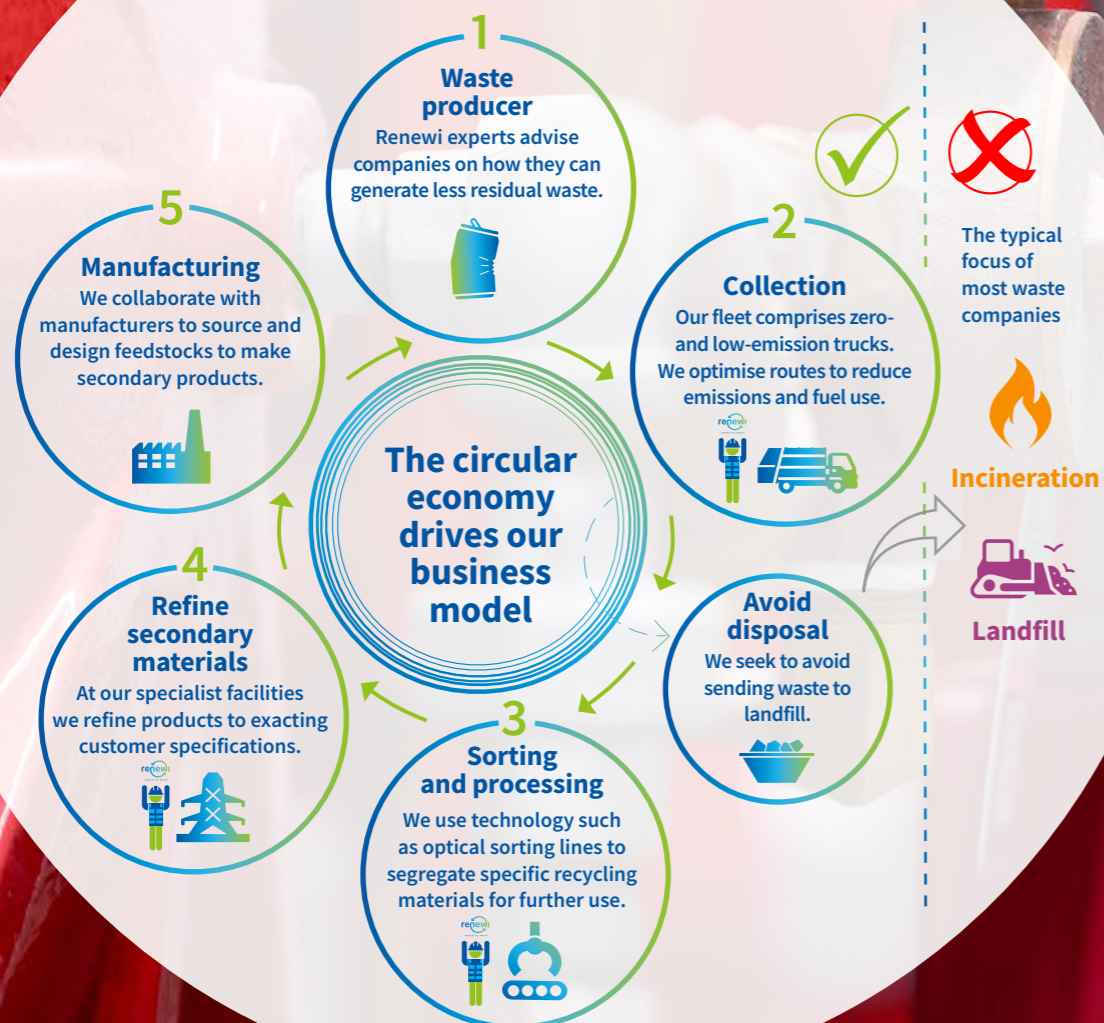 1
Waste
producer
Renewi experts advise
companies on how they can
generate less residual waste.
2
Collection
Our fleet comprises zero-
and low-emission trucks.
We optimise routes to reduce
emissions and fuel use.
renewi
Avoid
disposal
We seek to avoid
sending waste to
landfill.
3
Sorting
and processing
We use technology such
as optical sorting lines to
segregate specific recycling
materials for further use.
renewi
4
Refine
secondary
materials
At our specialist facilities
we refine products to exacting
customer specifications.
renewi
5
Manufacturing
We collaborate with
manufacturers to source and
design feedstocks to make
secondary products.
The circular
economy
drives our
business
model
The typical
focus of
most waste
companies
Incineration
Landfill